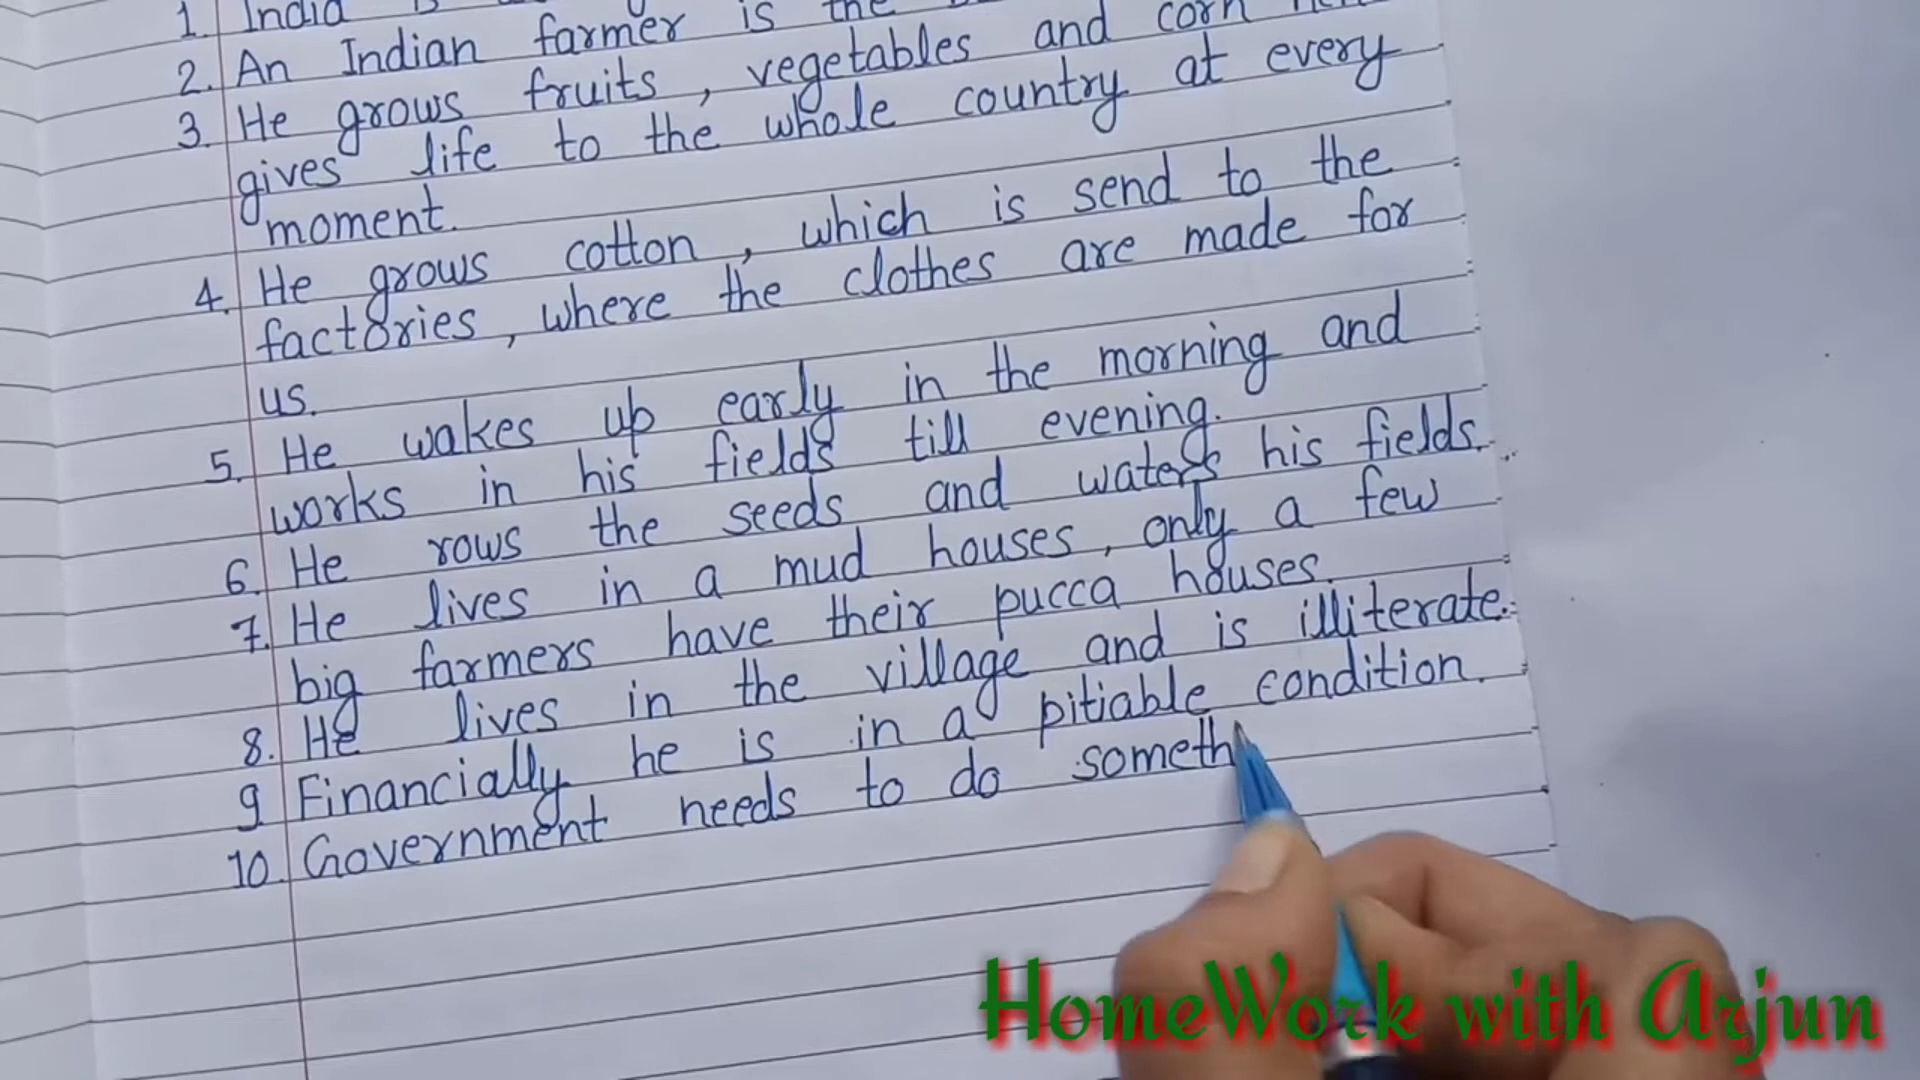 1. India is
2. An Indian farmer is the
3. He grows fruits, vegetables and corn
gives life to the whole country at every
moment.
4. He grows cotton, which is send to the
factories, where the clothes are made for
us.
5. He wakes up early in the morning and
works in his fields till evening.
6. He rows the seeds and waters his fields.
7. He lives in a mud houses, only a few
big farmers have their pucca houses.
8. He lives in the village and is illiterate.
9 Financially he is in a pitiable condition.
10. Government needs to do someth
HomeWork with Arjun